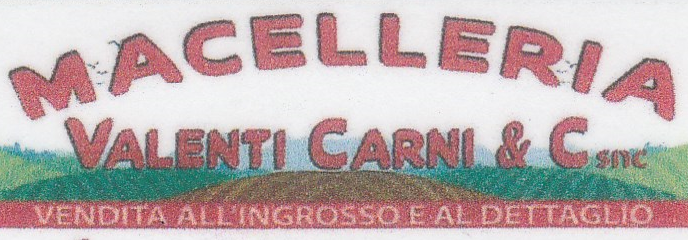 MACELLERIA
VALENTI CARNI & C snc
VENDITA ALL'INGROSSO E AL DETTAGLIO